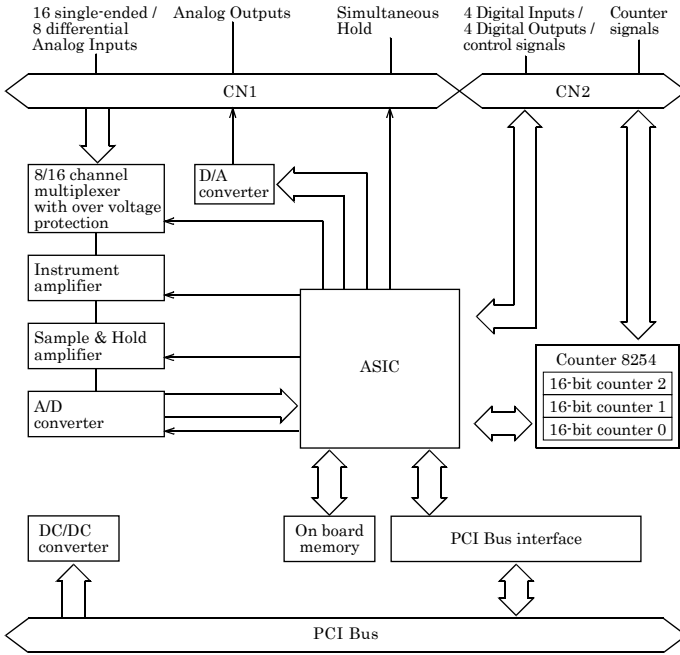 16 single-ended /
8 differential
Analog Inputs
Analog Outputs
Simultaneous
Hold
4 Digital Inputs /
4 Digital Outputs /
control signals
Counter
signals
CN1
CN2
8/16 channel
multiplexer
with over voltage
protection
D/A
converter
Instrument
amplifier
Sample & Hold
amplifier
A/D
converter
ASIC
Counter 8254
16-bit counter 2
16-bit counter 1
16-bit counter 0
DC/DC
converter
On board
memory
PCI Bus interface
PCI Bus